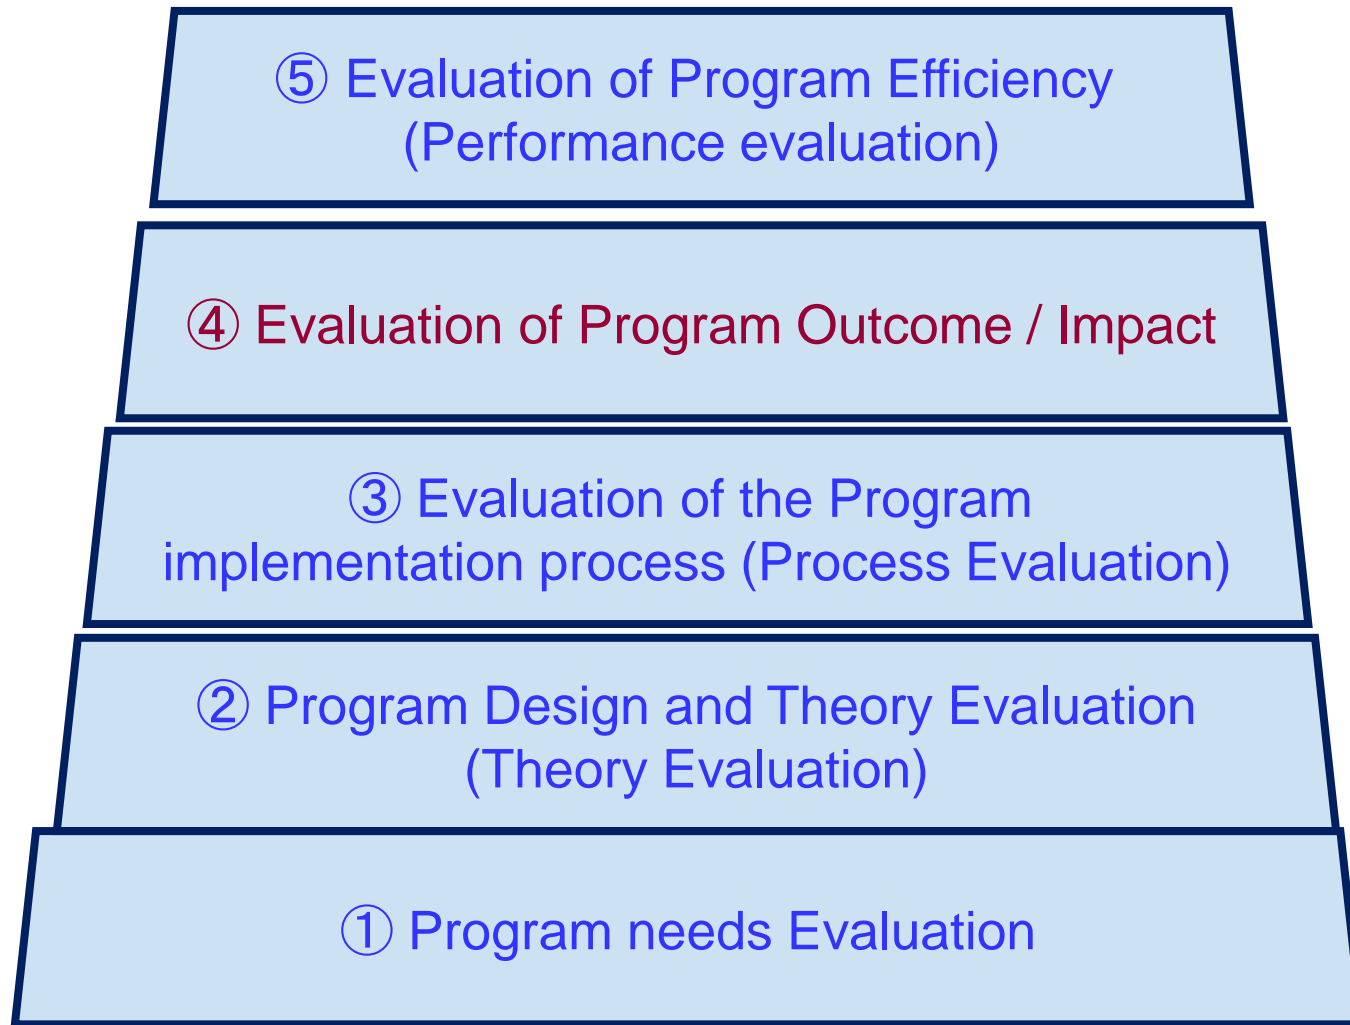 ⑤ Evaluation of Program Efficiency
(Performance evaluation)
④ Evaluation of Program Outcome / Impact
③ Evaluation of the Program
implementation process (Process Evaluation)
② Program Design and Theory Evaluation
(Theory Evaluation)
① Program needs Evaluation